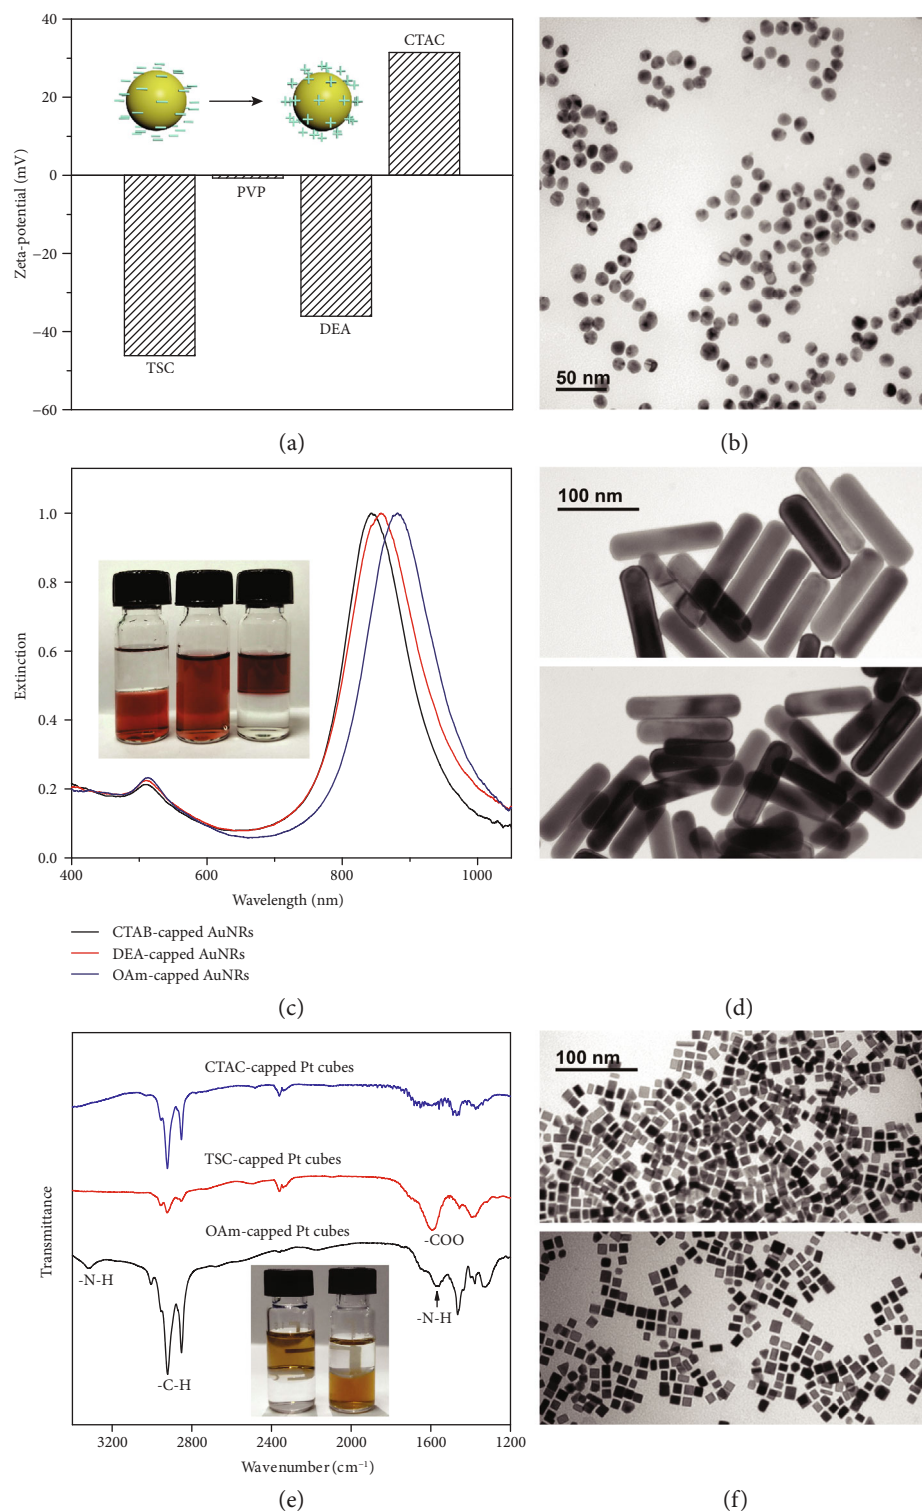 40
20
0
−20
−40
−60
Zeta-potential (mV)
CTAC
PVP
DEA
TSC
(a)
50 nm
(b)
1.0
0.8
0.6
0.4
0.2
0.0
Extinction
400
600
800
1000
Wavelength (nm)
CTAB-capped AuNRs
DEA-capped AuNRs
OAm-capped AuNRs
(c)
100 nm
(d)
CTAC-capped Pt cubes
TSC-capped Pt cubes
-COO
OAm-capped Pt cubes
-N-H
-N-H
-C-H
Transmittance
3200
2800
2400
2000
1600
1200
Wavenumber (cm⁻¹)
(e)
100 nm
(f)